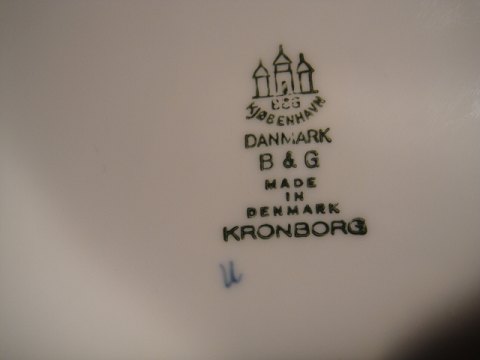 B&G
KJØBENHAVN
DANMARK
B & G
MADE
IN
DENMARK
KRONBORG